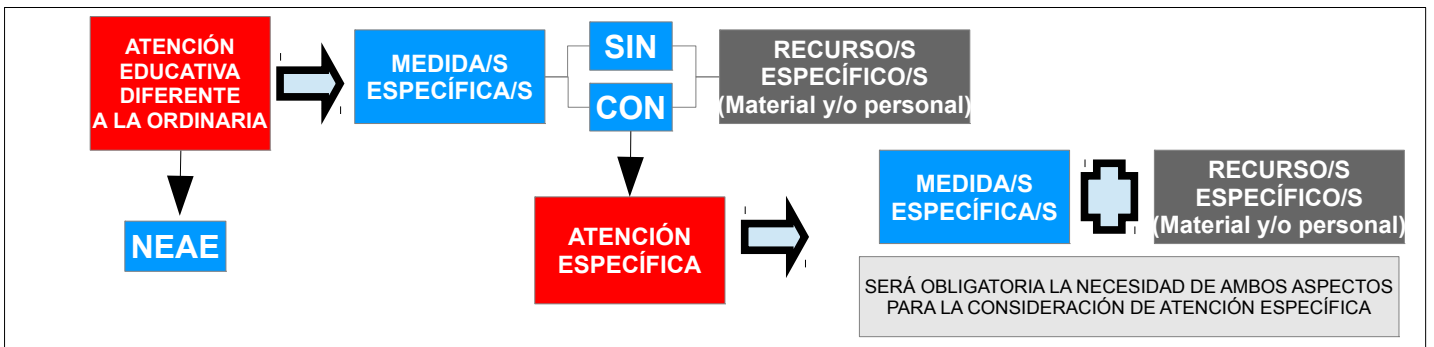 ATENCIÓN
EDUCATIVA
DIFERENTE
A LA ORDINARIA
MEDIDA/S
ESPECÍFICA/S
SIN
CON
RECURSO/S
ESPECÍFICO/S
(Material y/o personal)
NEAE
ATENCIÓN
ESPECÍFICA
MEDIDA/S
ESPECÍFICA/S
RECURSO/S
ESPECÍFICO/S
(Material y/o personal)
SERÁ OBLIGATORIA LA NECESIDAD DE AMBOS ASPECTOS
PARA LA CONSIDERACIÓN DE ATENCIÓN ESPECÍFICA